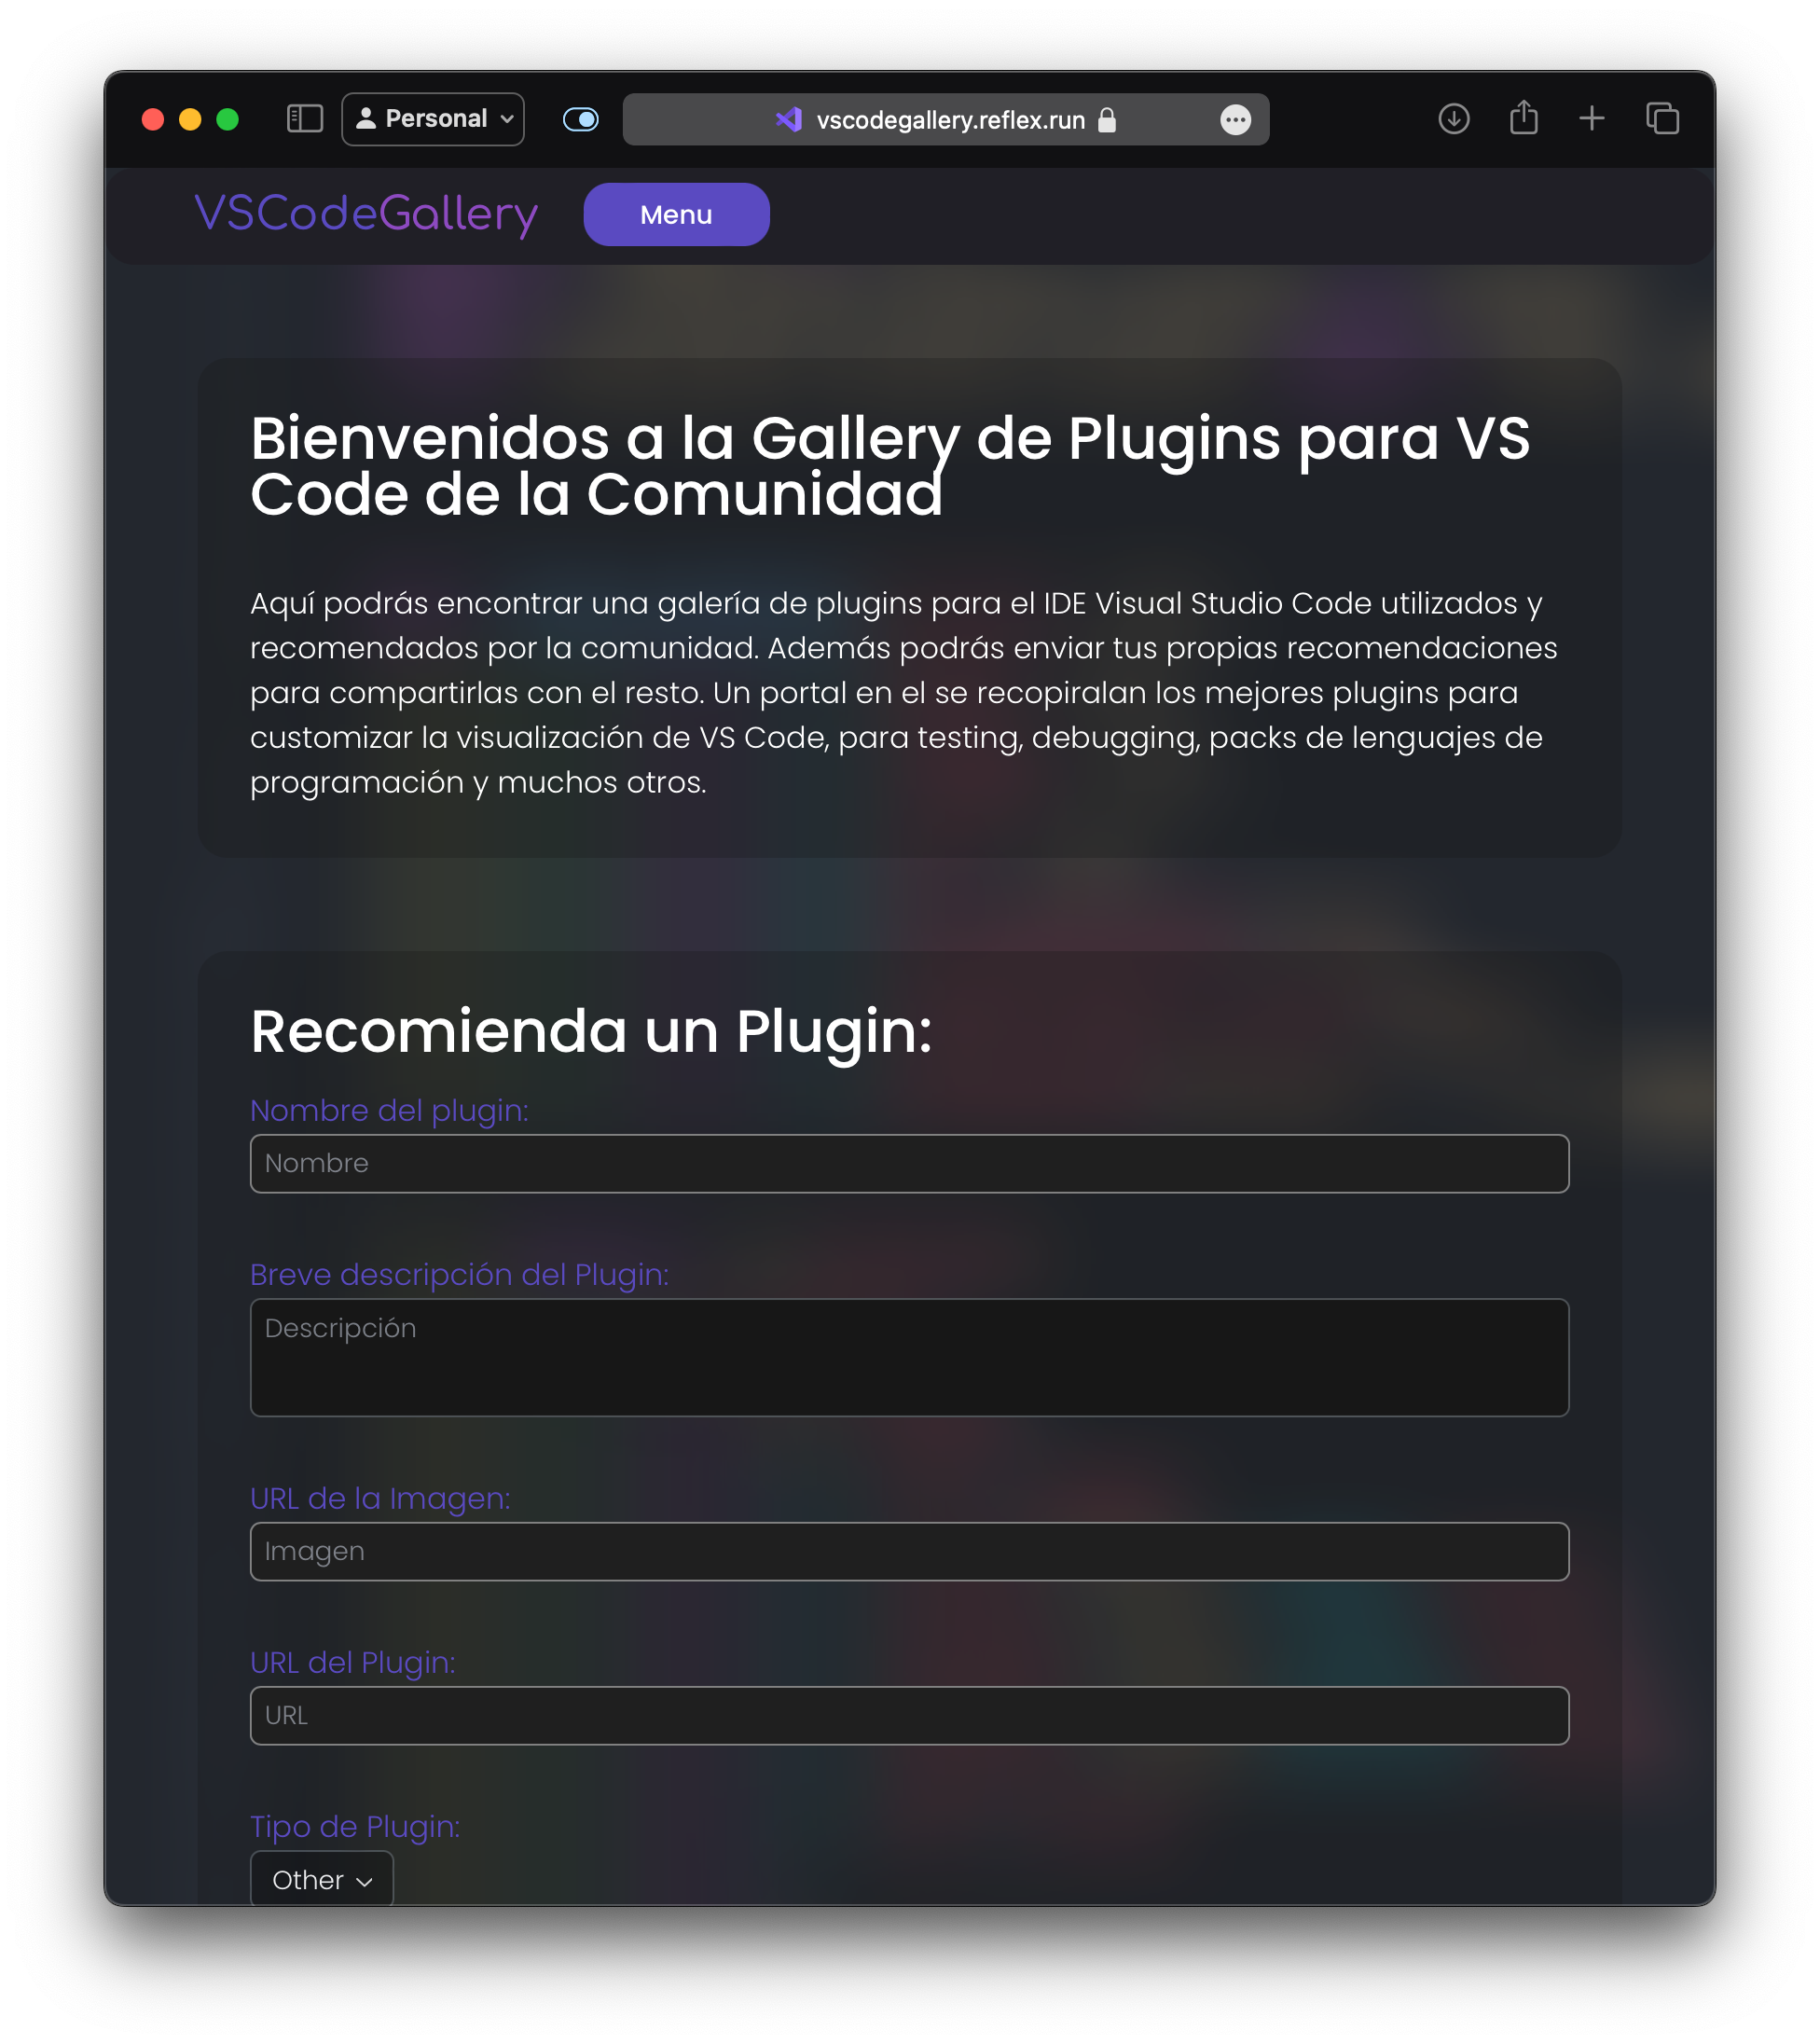 Personal
vscodegallery.reflex.run
VSCodeGallery
Menu
Bienvenidos a la Gallery de Plugins para VS
Code de la Comunidad
Aquí podrás encontrar una galería de plugins para el IDE Visual Studio Code utilizados y
recomendados por la comunidad. Además podrás enviar tus propias recomendaciones
para compartirlas con el resto. Un portal en el se recopiralan los mejores plugins para
customizar la visualización de VS Code, para testing, debugging, packs de lenguajes de
programación y muchos otros.
Recomienda un Plugin:
Nombre del plugin:
Nombre
Breve descripción del Plugin:
Descripción
URL de la Imagen:
Imagen
URL del Plugin:
URL
Tipo de Plugin:
Other